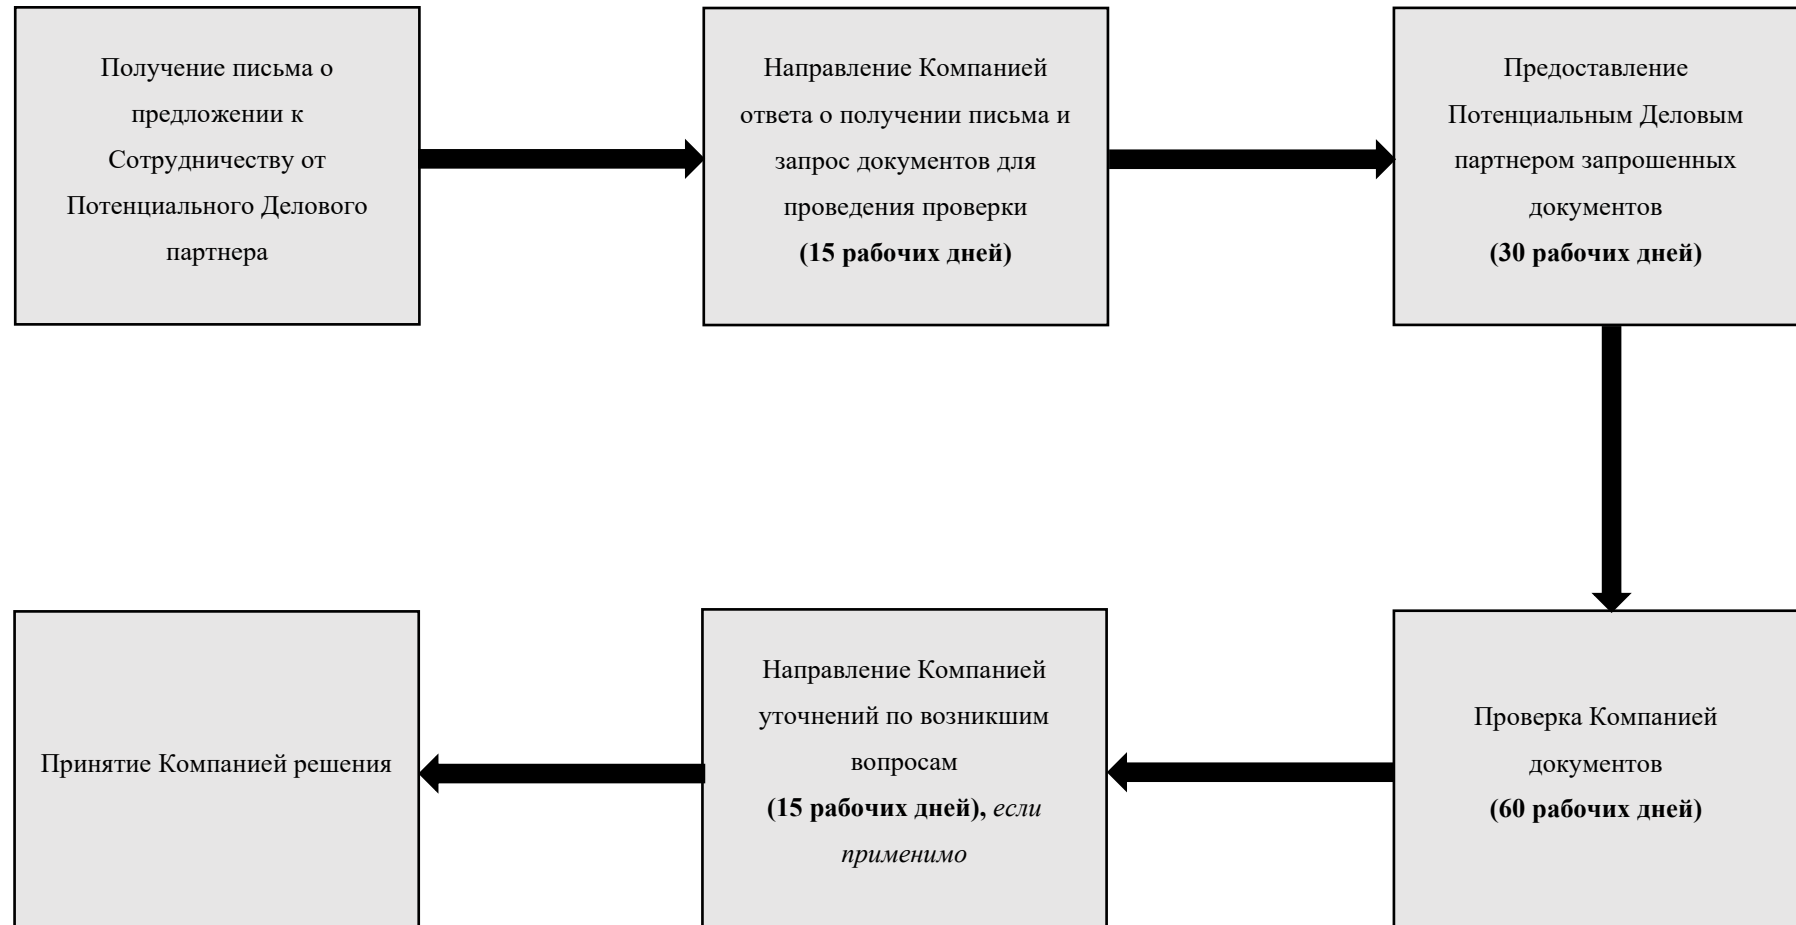 Получение письма о
предложении к
Сотрудничеству от
Потенциального Делового
партнера
Направление Компанией
ответа о получении письма и
запрос документов для
проведения проверки
(15 рабочих дней)
Предоставление
Потенциальным Деловым
партнером запрошенных
документов
(30 рабочих дней)
Проверка Компанией
документов
(60 рабочих дней)
Направление Компанией
уточнений по возникшим
вопросам
(15 рабочих дней), если
применимо
Принятие Компанией решения